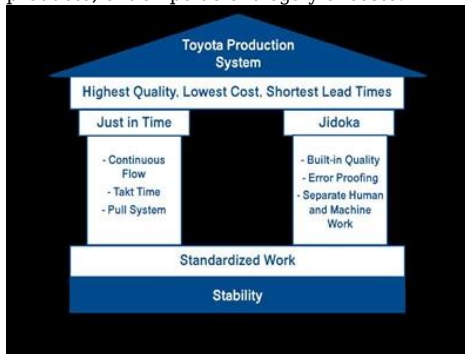 Toyota Production
System
Highest Quality, Lowest Cost, Shortest Lead Times
Just in Time
Jidoka
- Continuous
Flow
- Takt Time
- Pull System
- Built-in Quality
- Error Proofing
- Separate Human
and Machine
Work
Standardized Work
Stability